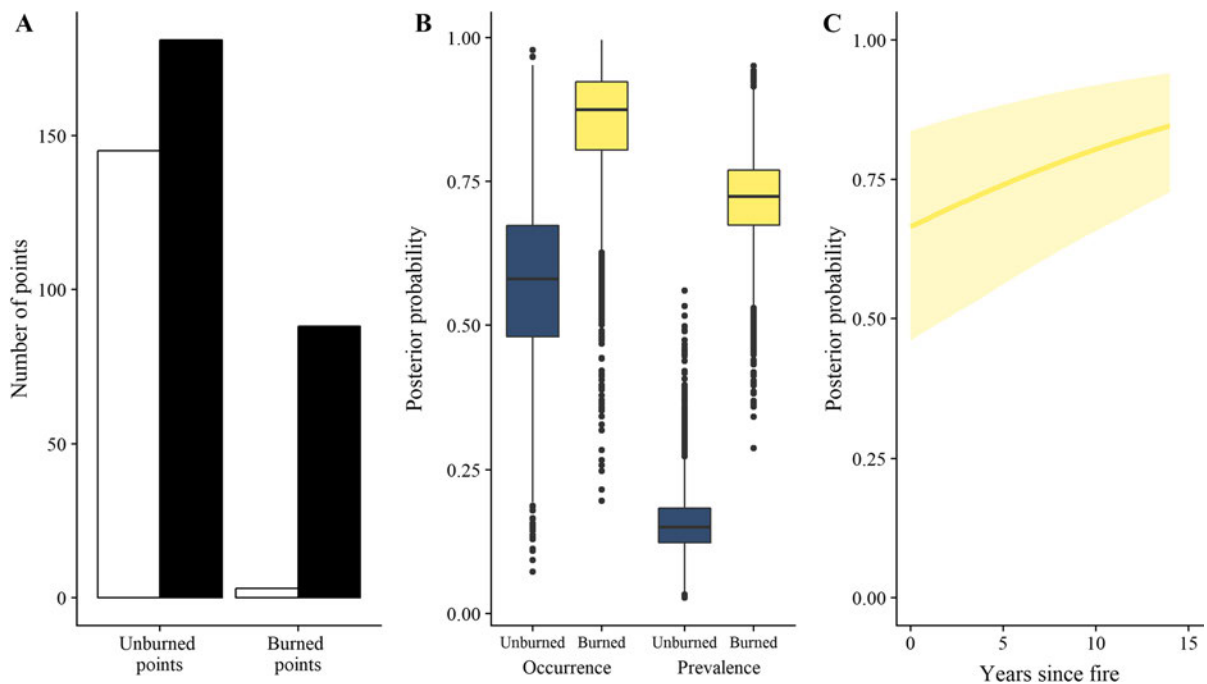 A
Number of points
150
100
50
0
Unburned points
Burned points
B
Posterior probability
1.00
0.75
0.50
0.25
0.00
Unburned Burned Unburned Burned
Occurrence Prevalence
C
Posterior probability
1.00
0.75
0.50
0.25
0.00
0 5 10 15
Years since fire